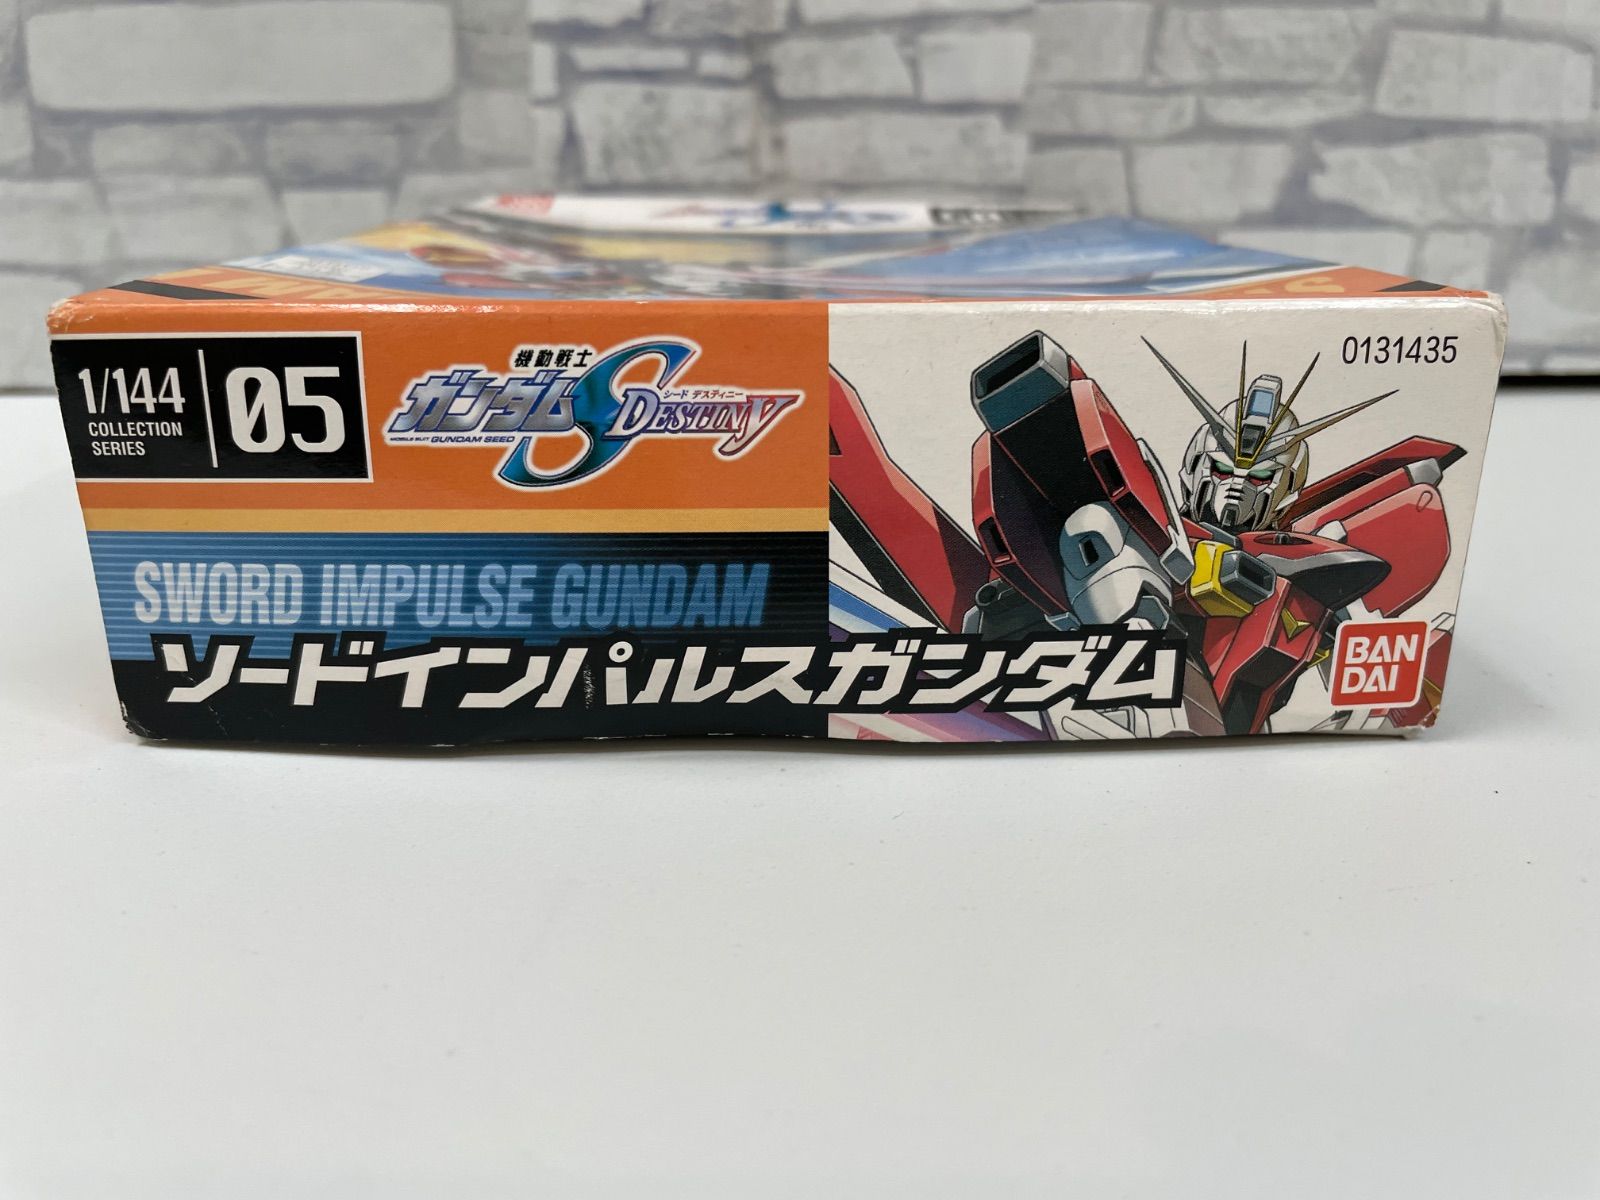 1/144
COLLECTION
SERIES
05
機動戦士
ガンダム
MOBILE SUIT GUNDAM SEED
シード デスティニー
DESTINY
0131435
SWORD IMPULSE GUNDAM
ソードインパルスガンダム
BAN
DAI